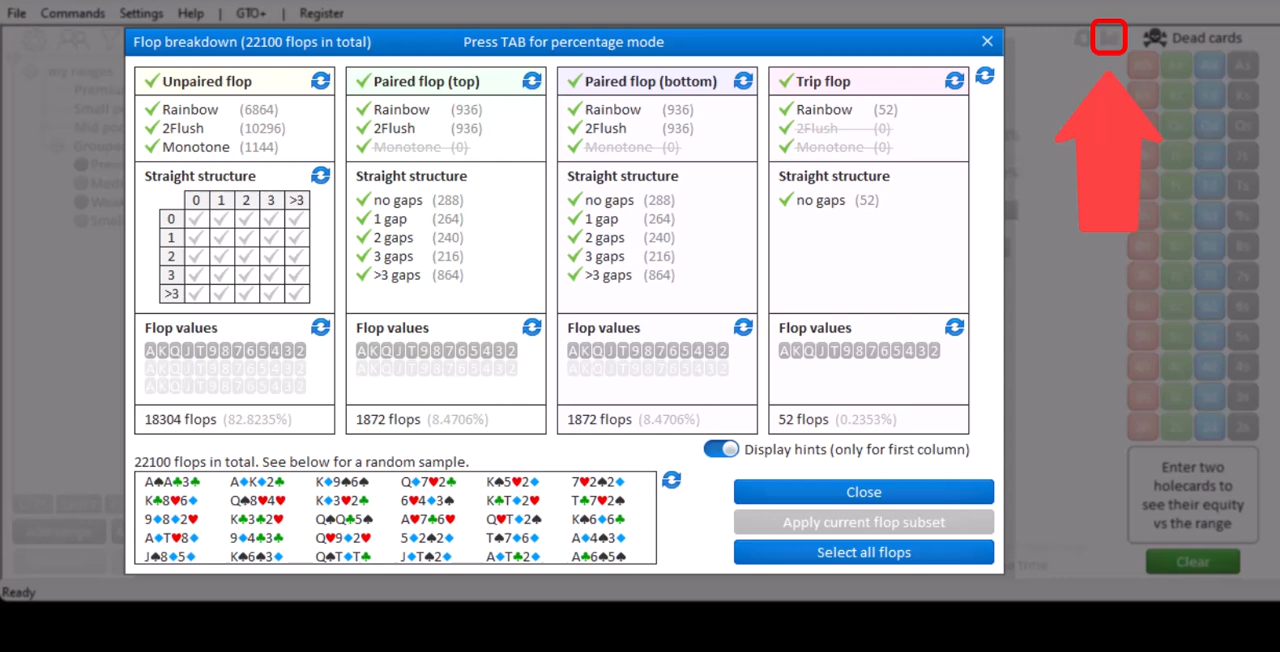 File Commands Settings Help | GTO+ | Register
Flop breakdown (22100 flops in total) Press TAB for percentage mode
Dead cards
Unpaired flop
Rainbow (6864)
2Flush (10296)
Monotone (1144)
Straight structure
0 1 2 3 >3
0
1
2
3
>3
Flop values
AKQJT98765432
AKQJT98765432
AKQJT98765432
18304 flops (82.8235%)
Paired flop (top)
Rainbow (936)
2Flush (936)
Monotone (0)
Straight structure
no gaps (288)
1 gap (264)
2 gaps (240)
3 gaps (216)
>3 gaps (864)
Flop values
AKQJT98765432
AKQJT98765432
1872 flops (8.4706%)
Paired flop (bottom)
Rainbow (936)
2Flush (936)
Monotone (0)
Straight structure
no gaps (288)
1 gap (264)
2 gaps (240)
3 gaps (216)
>3 gaps (864)
Flop values
AKQJT98765432
AKQJT98765432
1872 flops (8.4706%)
Trip flop
Rainbow (52)
2Flush (0)
Monotone (0)
Straight structure
no gaps (52)
Flop values
AKQJT98765432
52 flops (0.2353%)
Display hints (only for first column)
22100 flops in total. See below for a random sample.
A♠A♣3♣ A♦K♦2♣ K♦9♠6♠ Q♦7♥2♣ K♠5♥2♦ 7♥2♠2♦
K♣8♥6♦ Q♠8♥4♥ K♦3♥2♣ 6♥4♦3♠ K♣T♦2♥ T♣7♥2♠
9♦8♦2♥ K♣3♦2♥ Q♠Q♣5♠ A♥7♣6♥ Q♥T♦2♠ K♠6♦6♣
A♦T♥8♦ 9♦4♣3♣ Q♥9♦2♥ 5♦2♠2♦ T♠7♦6♦ A♦4♠3♦
J♠8♦5♦ K♠6♠3♦ Q♠T♦T♣ J♦T♠2♦ A♦T♣2♦ A♣6♠5♠
Close
Apply current flop subset
Select all flops
Enter two
holecards to
see their equity
vs the range
Clear
Ready